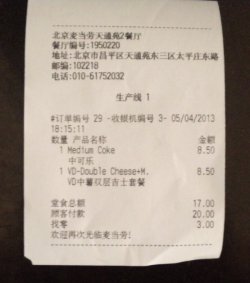 北京麦当劳天通苑2餐厅
餐厅编号:1950220
地址:北京市昌平区天通苑东三区太平庄东路
邮编:102218
电话:010-61752032
生产线 1
#订单编号 29 -收银机编号 3- 05/04/2013
18:15:11
数量 产品名称 金额
1 Medium Coke 8.50
中可乐
1 VD-Double Cheese+M. 8.50
VD中薯双层吉士套餐
堂食总额 17.00
顾客付款 20.00
找零 3.00
欢迎再次光临麦当劳!